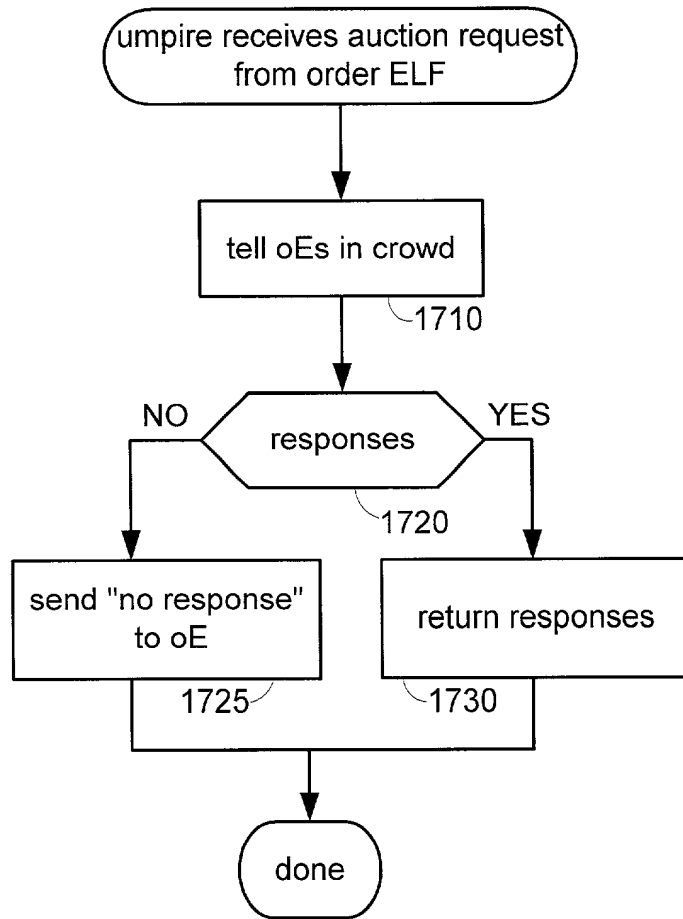 umpire receives auction request
from order ELF
tell oEs in crowd
1710
NO
YES
responses
1720
send "no response"
to oE
return responses
1725
1730
done